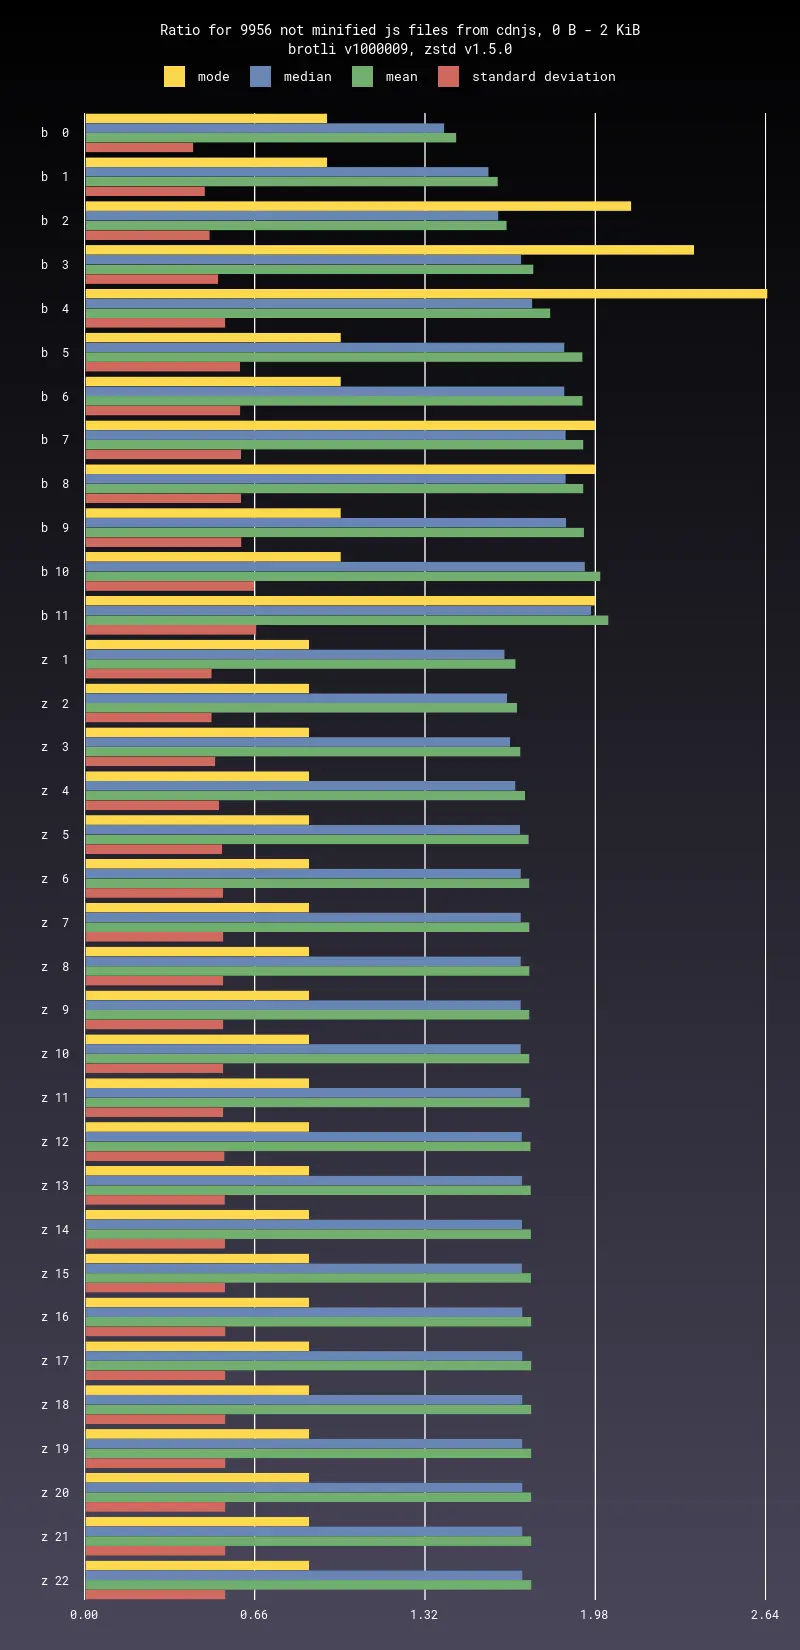 Ratio for 9956 not minified js files from cdnjs, 0 B - 2 KiB
brotli v1000009, zstd v1.5.0
mode median mean standard deviation
b 0
b 1
b 2
b 3
b 4
b 5
b 6
b 7
b 8
b 9
b 10
b 11
z 1
z 2
z 3
z 4
z 5
z 6
z 7
z 8
z 9
z 10
z 11
z 12
z 13
z 14
z 15
z 16
z 17
z 18
z 19
z 20
z 21
z 22
0.00 0.66 1.32 1.98 2.64